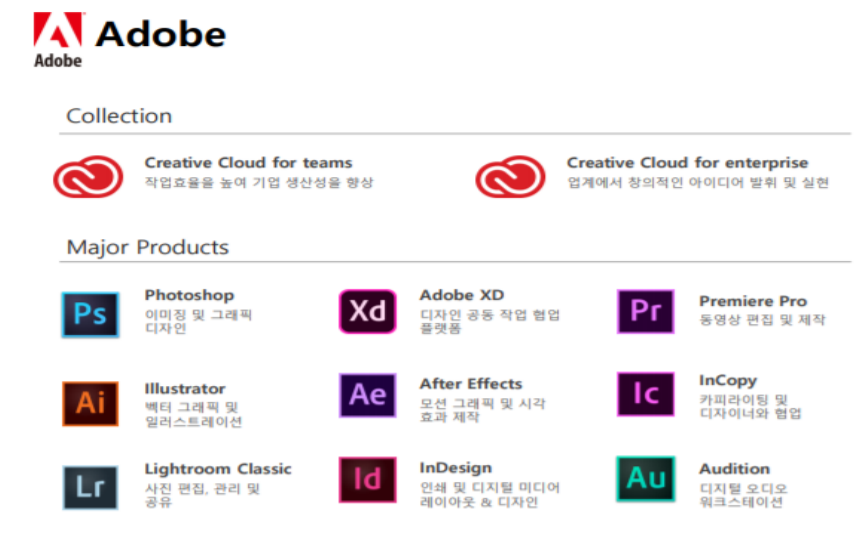 Adobe
Adobe
Collection
Creative Cloud for teams
작업효율을 높여 기업 생산성을 향상
Creative Cloud for enterprise
업계에서 창의적인 아이디어 발휘 및 실현
Major Products
Ps
Photoshop
이미징 및 그래픽
디자인
Xd
Adobe XD
디자인 공동 작업 협업
플랫폼
Pr
Premiere Pro
동영상 편집 및 제작
Ai
Illustrator
벡터 그래픽 및
일러스트레이션
Ae
After Effects
모션 그래픽 및 시각
효과 제작
Ic
InCopy
카피라이팅 및
디자이너와 협업
Lr
Lightroom Classic
사진 편집, 관리 및
공유
Id
InDesign
인쇄 및 디지털 미디어
레이아웃 & 디자인
Au
Audition
디지털 오디오
워크스테이션